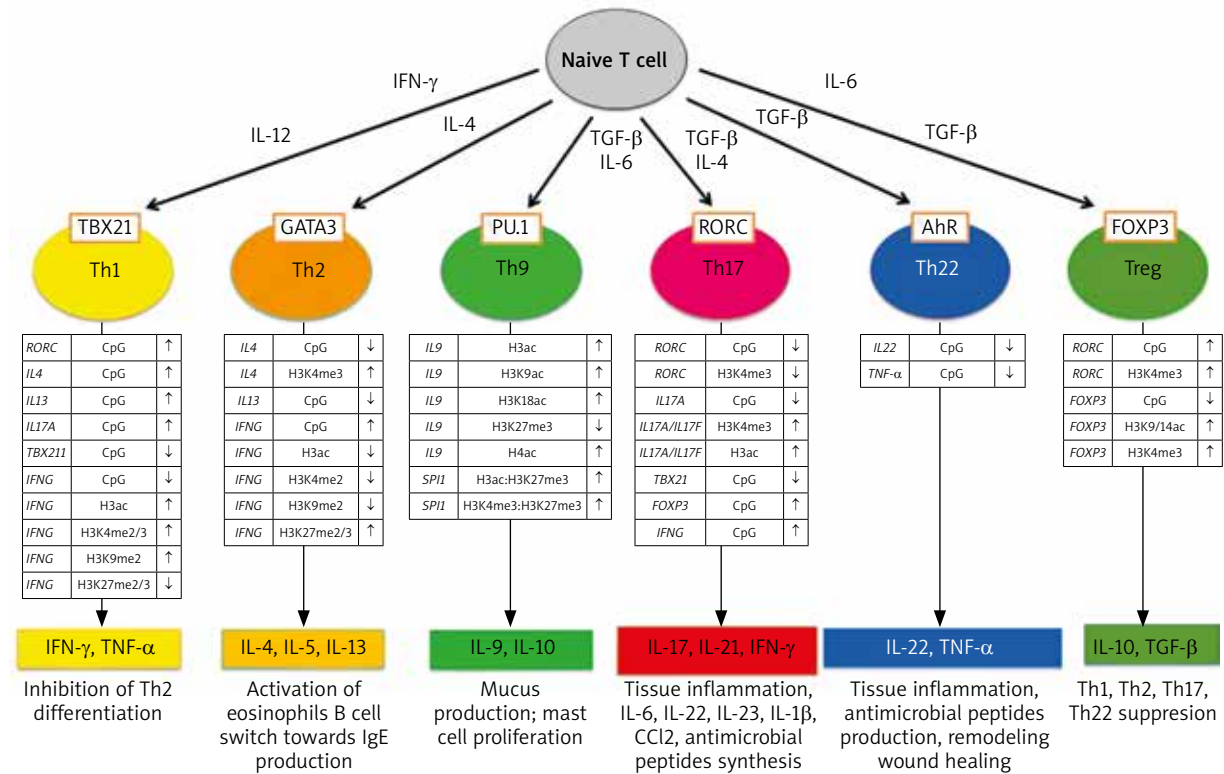 Naive T cell
IFN-γ
IL-12
IL-4
TGF-β
IL-6
TGF-β
IL-4
TGF-β
IL-6
TGF-β
TBX21
Th1
GATA3
Th2
PU.1
Th9
RORC
Th17
AhR
Th22
FOXP3
Treg
RORC CpG ↑
IL4 CpG ↑
IL13 CpG ↑
IL17A CpG ↑
TBX211 CpG ↓
IFNG CpG ↓
IFNG H3ac ↑
IFNG H3K4me2/3 ↑
IFNG H3K9me2 ↑
IFNG H3K27me2/3 ↓
IL4 CpG ↓
IL4 H3K4me3 ↑
IL13 CpG ↓
IFNG CpG ↑
IFNG H3ac ↓
IFNG H3K4me2 ↓
IFNG H3K9me2 ↓
IFNG H3K27me2/3 ↑
IL9 H3ac ↑
IL9 H3K9ac ↑
IL9 H3K18ac ↑
IL9 H3K27me3 ↓
IL9 H4ac ↑
SPI1 H3ac:H3K27me3 ↑
SPI1 H3K4me3:H3K27me3 ↑
RORC CpG ↓
RORC H3K4me3 ↓
IL17A CpG ↓
IL17A/IL17F H3K4me3 ↑
IL17A/IL17F H3ac ↑
TBX21 CpG ↓
FOXP3 CpG ↑
IFNG CpG ↑
IL22 CpG ↓
TNF-α CpG ↓
RORC CpG ↑
RORC H3K4me3 ↑
FOXP3 CpG ↓
FOXP3 H3K9/14ac ↑
FOXP3 H3K4me3 ↑
IFN-γ, TNF-α
Inhibition of Th2
differentiation
IL-4, IL-5, IL-13
Activation of
eosinophils B cell
switch towards IgE
production
IL-9, IL-10
Mucus
production; mast
cell proliferation
IL-17, IL-21, IFN-γ
Tissue inflammation,
IL-6, IL-22, IL-23, IL-1β,
CCl2, antimicrobial
peptides synthesis
IL-22, TNF-α
Tissue inflammation,
antimicrobial peptides
production, remodeling
wound healing
IL-10, TGF-β
Th1, Th2, Th17,
Th22 suppresion